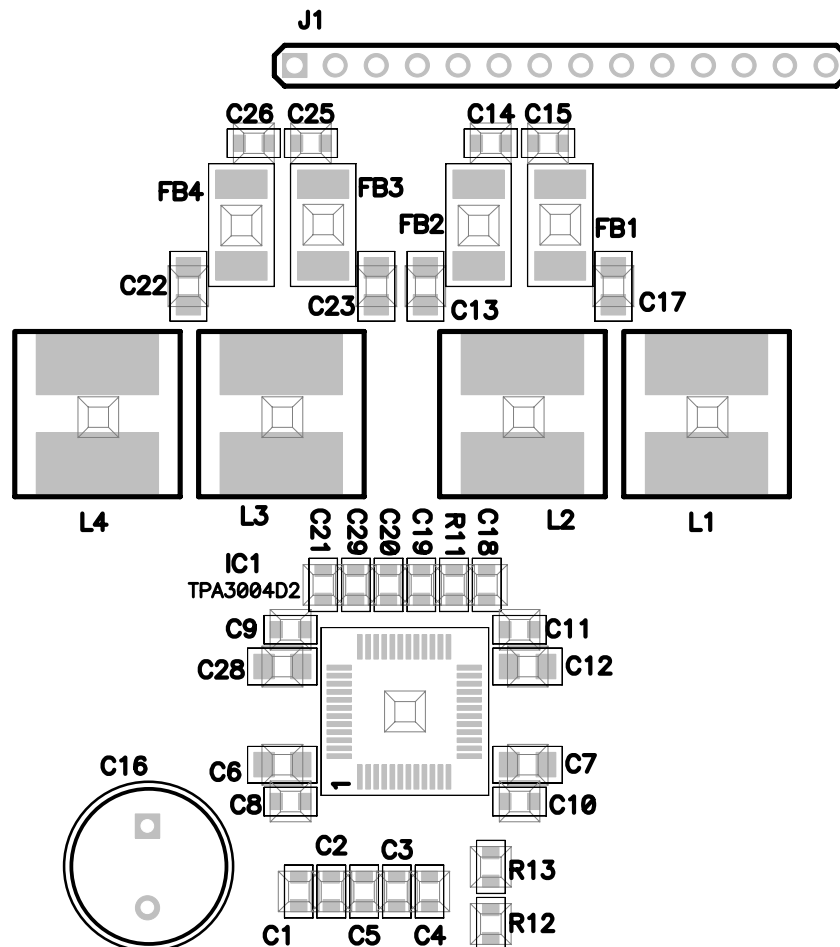 J1
C26 C25 C14 C15
FB4 FB3 FB2 FB1
C22 C23 C13 C17
L4 L3 L2 L1
C21 C29 C20 C19 R11 C18
IC1
TPA3004D2
C9 C11
C28 C12
C16 C6 C7
1
C8 C10
C2 C3
R13
C1 C5 C4 R12